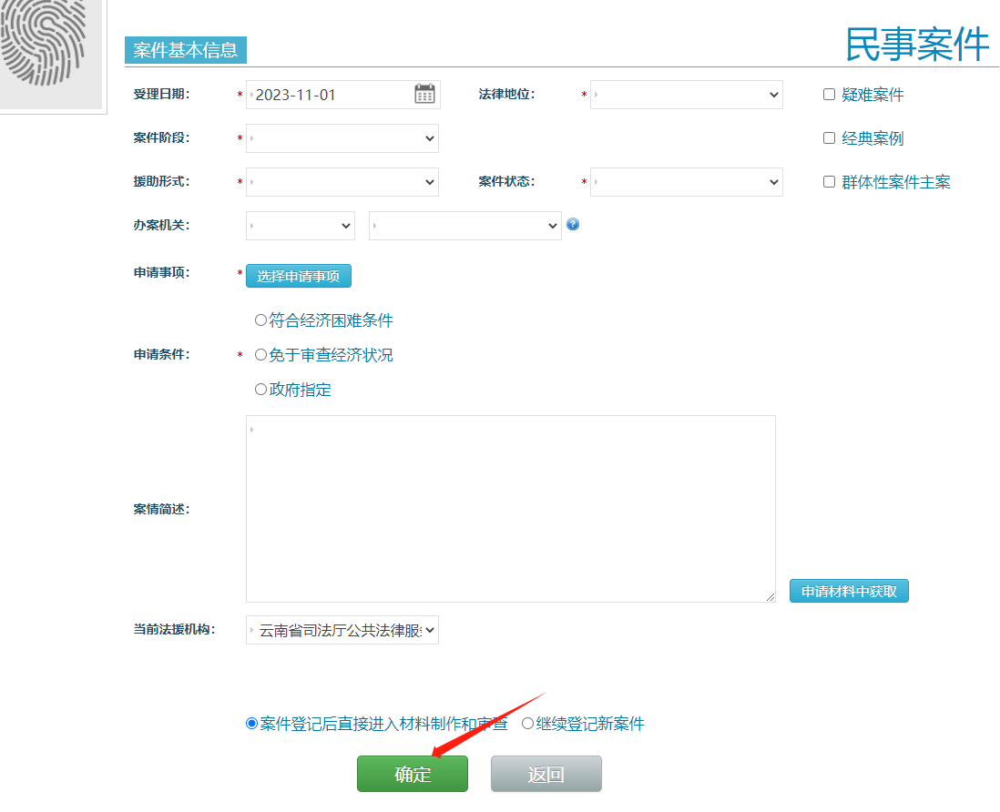 民事案件
案件基本信息
受理日期： * 2023-11-01 法律地位： * 疑难案件
案件阶段： * 经典案例
援助形式： * 案件状态： * 群体性案件主案
办案机关：
申请事项： * 选择申请事项
符合经济困难条件
申请条件： * 免于审查经济状况
政府指定
案情简述：
申请材料中获取
当前法援机构： 云南省司法厅公共法律服
案件登记后直接进入材料制作和审查 继续登记新案件
确定 返回